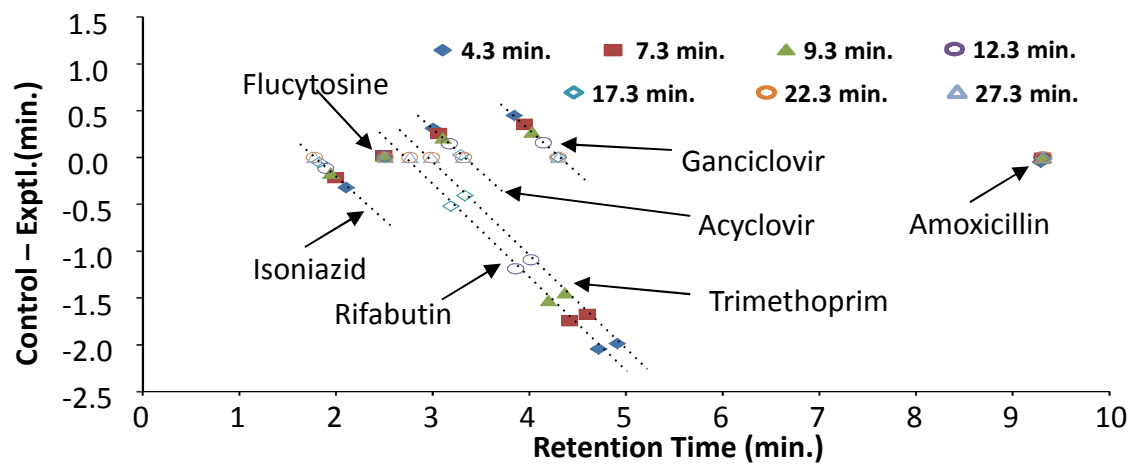 1.5
1.0
0.5
0.0
-0.5
-1.0
-1.5
-2.0
-2.5
Control – Exptl.(min.)
4.3 min.
7.3 min.
9.3 min.
12.3 min.
17.3 min.
22.3 min.
27.3 min.
Flucytosine
Ganciclovir
Acyclovir
Amoxicillin
Isoniazid
Rifabutin
Trimethoprim
0 1 2 3 4 5 6 7 8 9 10
Retention Time (min.)